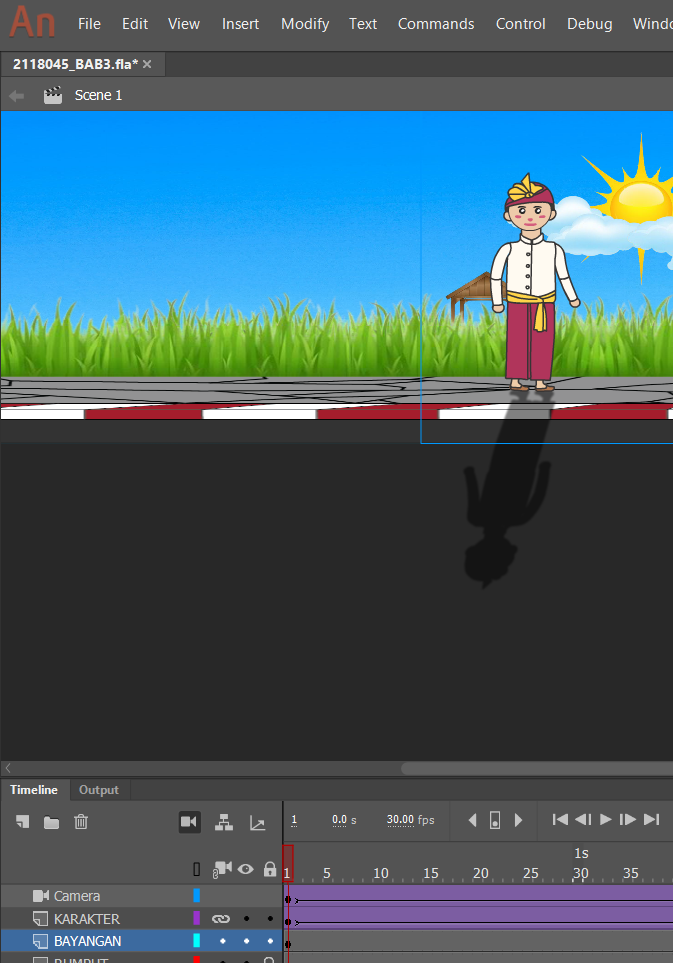 An File Edit View Insert Modify Text Commands Control Debug Windo
2118045_BAB3.fla* ×
Scene 1
Timeline Output
1 0.0 s 30.00 fps
1s
1 5 10 15 20 25 30 35
Camera
KARAKTER
BAYANGAN
RUMPUT